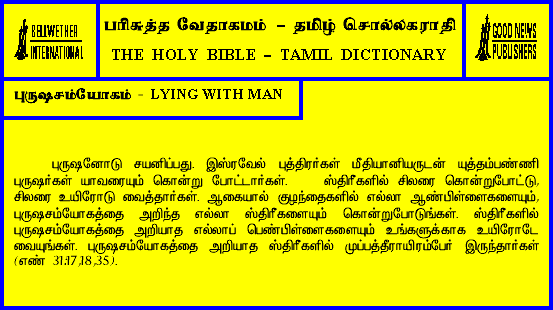 BELLWETHER
INTERNATIONAL
பரிசுத்த வேதாகமம் – தமிழ் சொல்லகராதி
THE HOLY BIBLE – TAMIL DICTIONARY
GOOD NEWS
PUBLISHERS
புருஷசம்யோகம் - LYING WITH MAN
புருஷனோடு சயனிப்பது. இஸ்ரவேல் புத்திரர்கள் மீதியானியருடன் யுத்தம்பண்ணி
புருஷர்கள் யாவரையும் கொன்று போட்டார்கள். ஸ்திரீகளில் சிலரை கொன்றுபோட்டு,
சிலரை உயிரோடு வைத்தார்கள். ஆகையால் குழந்தைகளில் எல்லா ஆண்பிள்ளைகளையும்,
புருஷசம்யோகத்தை அறிந்த எல்லா ஸ்திரீகளையும் கொன்றுபோடுங்கள். ஸ்திரீகளில்
புருஷசம்யோகத்தை அறியாத எல்லாப் பெண்பிள்ளைகளையும் உங்களுக்காக உயிரோடே
வையுங்கள். புருஷசம்யோகத்தை அறியாத ஸ்திரீகளில் முப்பத்தீராயிரம்பேர் இருந்தார்கள்
(எண் 31:17,18,35).